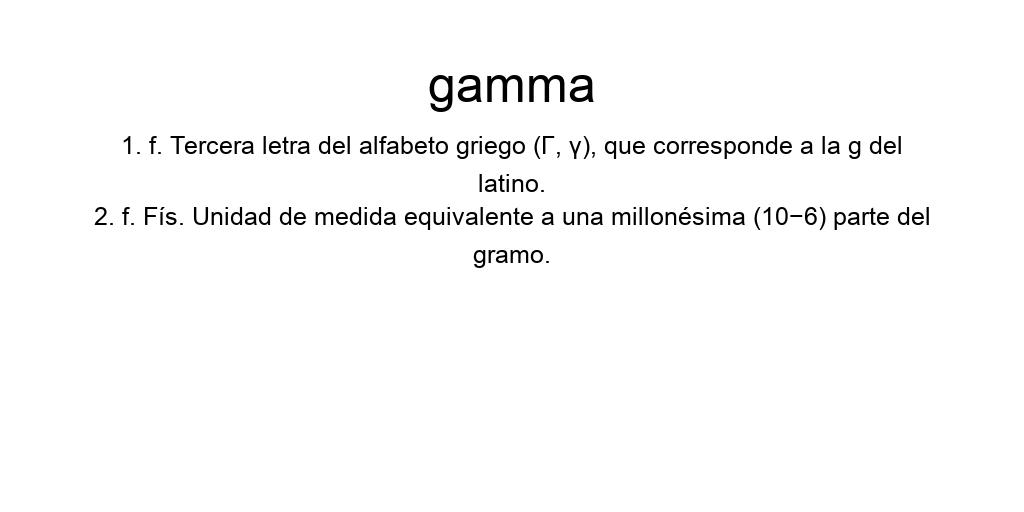 gamma
1. f. Tercera letra del alfabeto griego (Γ, γ), que corresponde a la g del
latino.
2. f. Fís. Unidad de medida equivalente a una millonésima (10−6) parte del
gramo.